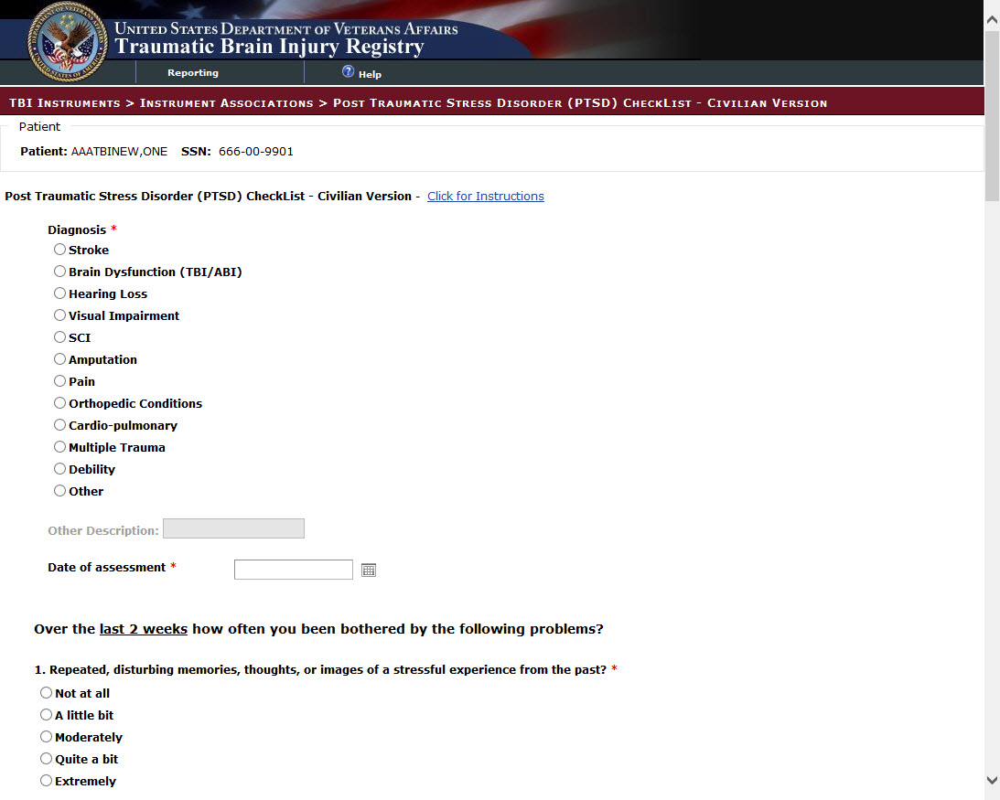 United States Department of Veterans Affairs
Traumatic Brain Injury Registry
Reporting
Help
TBI Instruments > Instrument Associations > Post Traumatic Stress Disorder (PTSD) CheckList - Civilian Version
Patient
Patient: AAATBINEW,ONE SSN: 666-00-9901
Post Traumatic Stress Disorder (PTSD) CheckList - Civilian Version - Click for Instructions
Diagnosis *
Stroke
Brain Dysfunction (TBI/ABI)
Hearing Loss
Visual Impairment
SCI
Amputation
Pain
Orthopedic Conditions
Cardio-pulmonary
Multiple Trauma
Debility
Other
Other Description:
Date of assessment *
Over the last 2 weeks how often you been bothered by the following problems?
1. Repeated, disturbing memories, thoughts, or images of a stressful experience from the past? *
Not at all
A little bit
Moderately
Quite a bit
Extremely